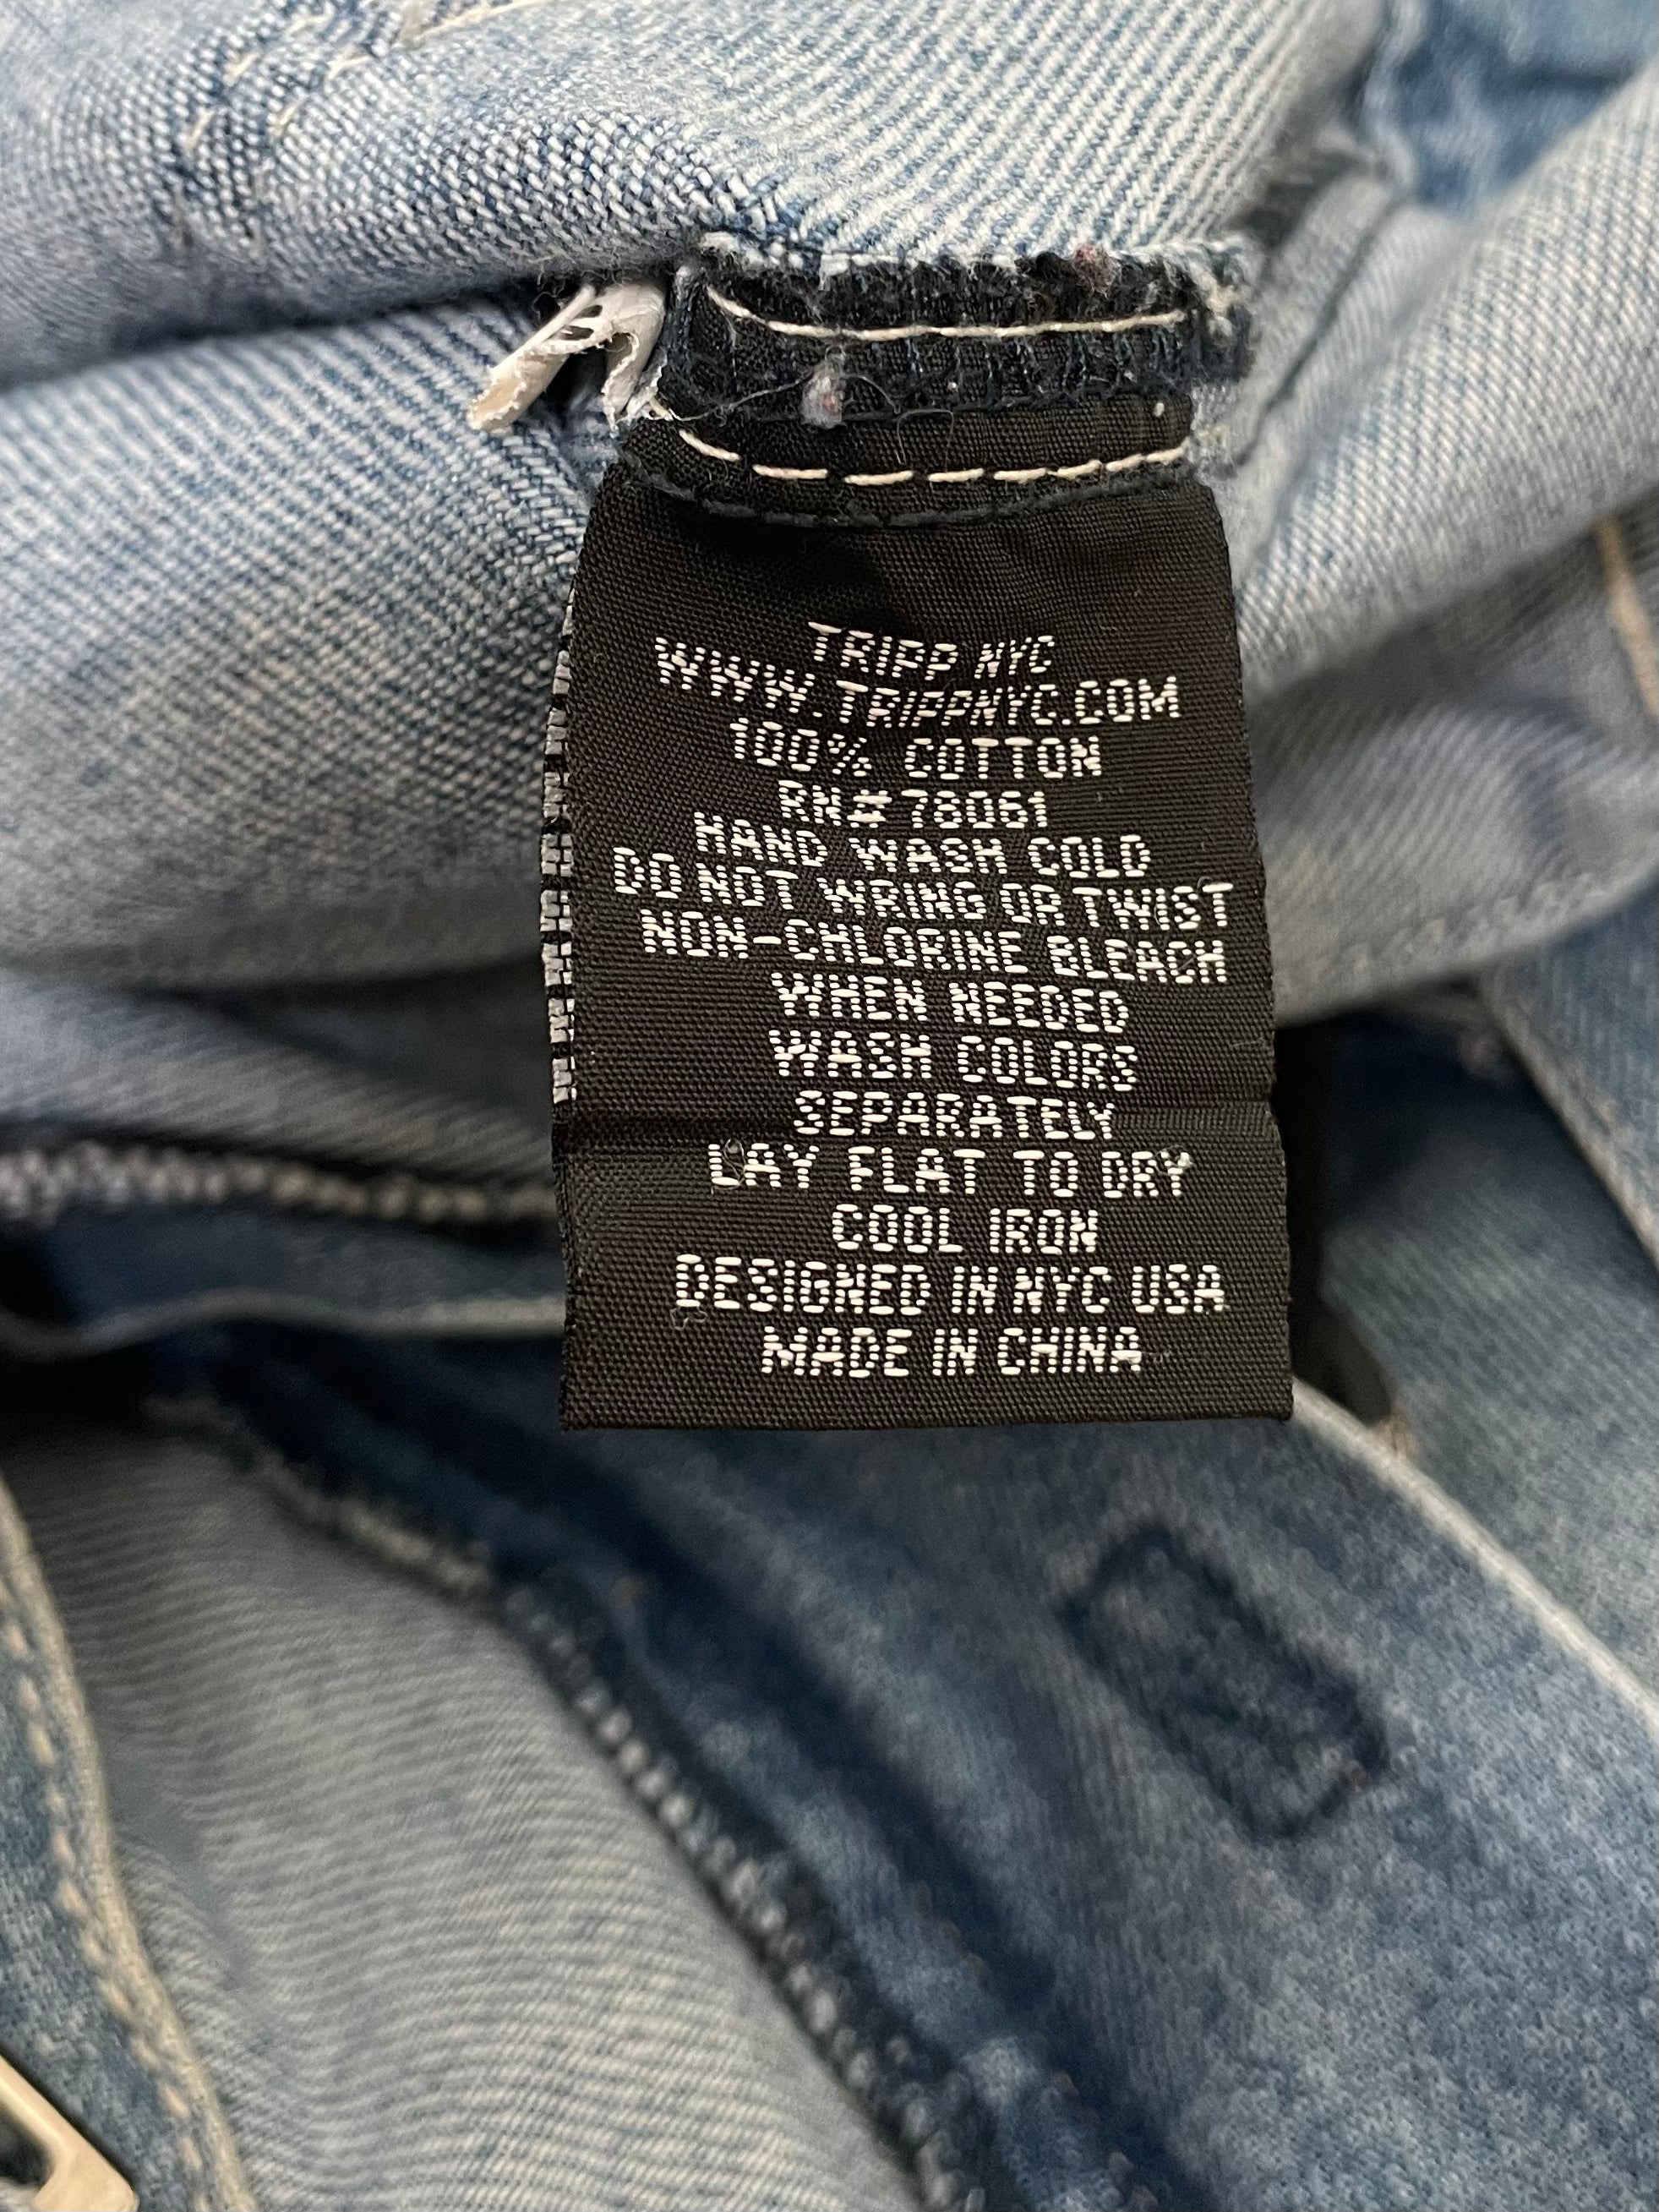 TRIPP NYC
WWW.TRIPPNYC.COM
100% COTTON
RN#78061
HAND WASH COLD
DO NOT WRING OR TWIST
NON-CHLORINE BLEACH
WHEN NEEDED
WASH COLORS
SEPARATELY
LAY FLAT TO DRY
COOL IRON
DESIGNED IN NYC USA
MADE IN CHINA